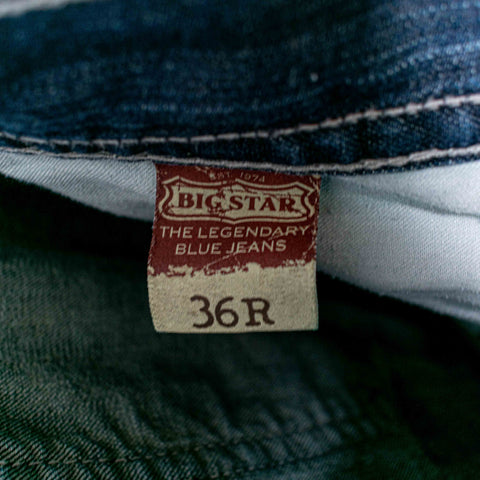 EST. 1974
BIG STAR
THE LEGENDARY
BLUE JEANS
36R